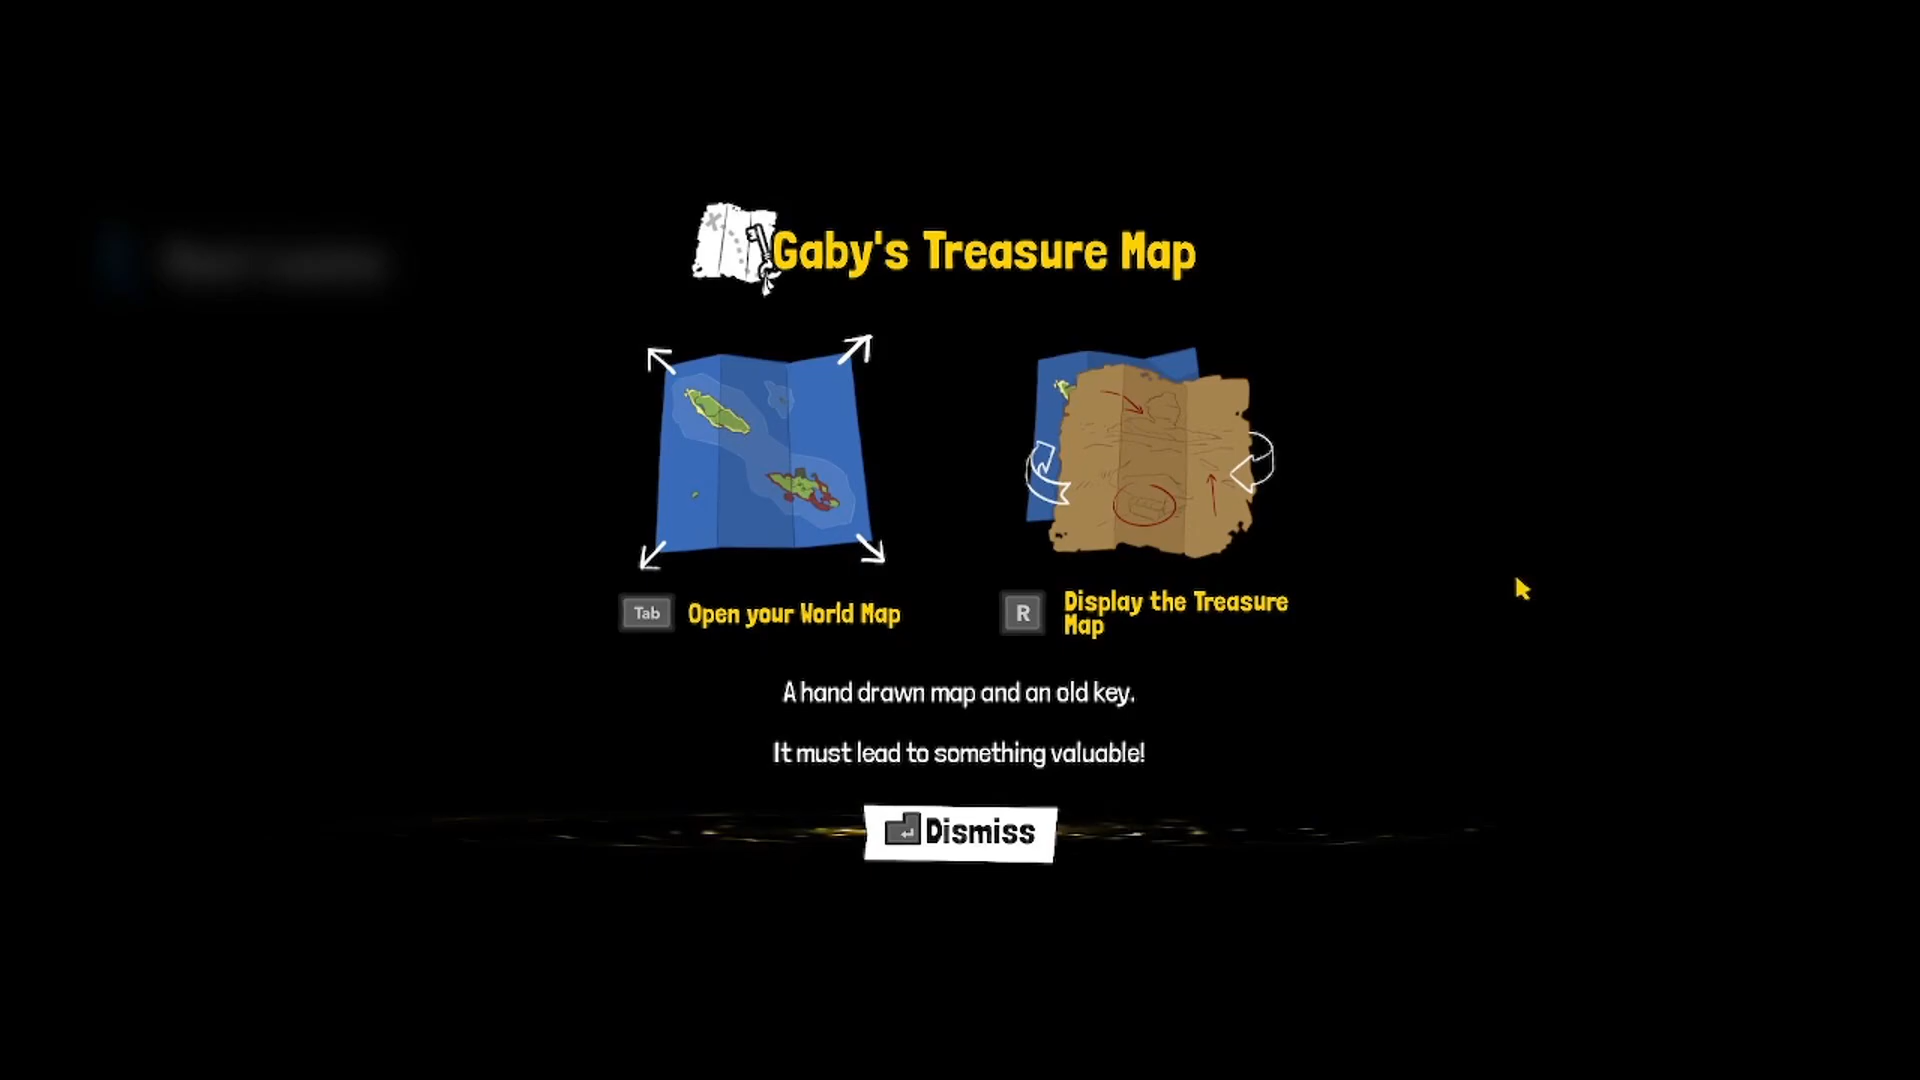 Gaby's Treasure Map
Tab Open your World Map
R Display the Treasure
Map
A hand drawn map and an old key.
It must lead to something valuable!
Dismiss